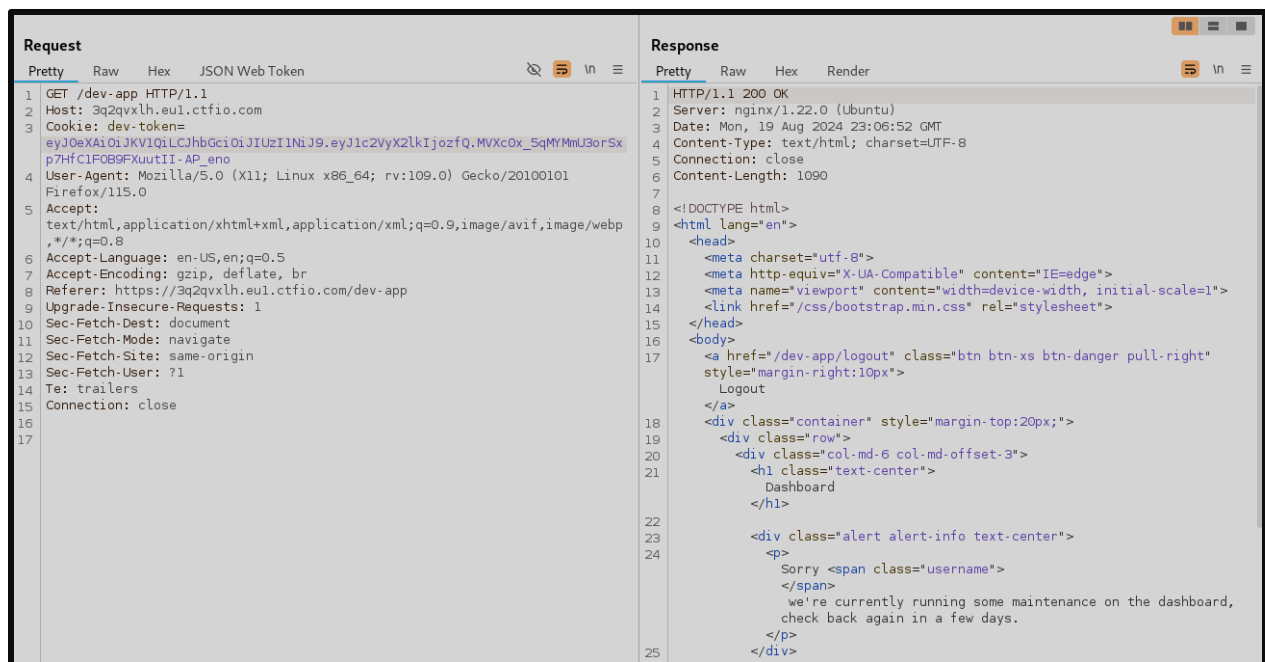 Request
Pretty Raw Hex JSON Web Token \n
1 GET /dev-app HTTP/1.1
2 Host: 3q2qvxlh.eu1.ctfio.com
3 Cookie: dev-token=
eyJ0eXAiOiJKV1QiLCJhbGciOiJIUzI1NiJ9.eyJ1c2VyX2lkIjozfQ.MVXcOx_5qMYMmU3orSx
p7HfC1FOB9FXuutII-AP_eno
4 User-Agent: Mozilla/5.0 (X11; Linux x86_64; rv:109.0) Gecko/20100101
Firefox/115.0
5 Accept:
text/html,application/xhtml+xml,application/xml;q=0.9,image/avif,image/webp
,*/*;q=0.8
6 Accept-Language: en-US,en;q=0.5
7 Accept-Encoding: gzip, deflate, br
8 Referer: https://3q2qvxlh.eu1.ctfio.com/dev-app
9 Upgrade-Insecure-Requests: 1
10 Sec-Fetch-Dest: document
11 Sec-Fetch-Mode: navigate
12 Sec-Fetch-Site: same-origin
13 Sec-Fetch-User: ?1
14 Te: trailers
15 Connection: close
16
17
Response
Pretty Raw Hex Render \n
1 HTTP/1.1 200 OK
2 Server: nginx/1.22.0 (Ubuntu)
3 Date: Mon, 19 Aug 2024 23:06:52 GMT
4 Content-Type: text/html; charset=UTF-8
5 Connection: close
6 Content-Length: 1090
7
8 <!DOCTYPE html>
9 <html lang="en">
10 <head>
11 <meta charset="utf-8">
12 <meta http-equiv="X-UA-Compatible" content="IE=edge">
13 <meta name="viewport" content="width=device-width, initial-scale=1">
14 <link href="/css/bootstrap.min.css" rel="stylesheet">
15 </head>
16 <body>
17 <a href="/dev-app/logout" class="btn btn-xs btn-danger pull-right"
style="margin-right:10px">
Logout
</a>
18 <div class="container" style="margin-top:20px;">
19 <div class="row">
20 <div class="col-md-6 col-md-offset-3">
21 <h1 class="text-center">
Dashboard
</h1>
22
23 <div class="alert alert-info text-center">
24 <p>
Sorry <span class="username">
</span>
we're currently running some maintenance on the dashboard,
check back again in a few days.
</p>
25 </div>